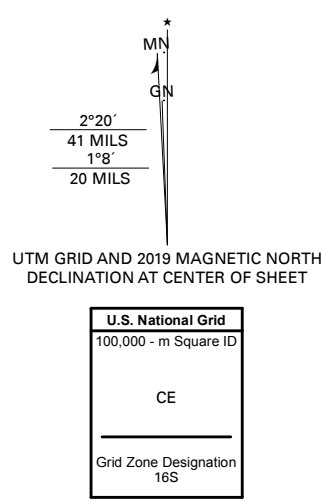 ★
MN
GN
2°20´
41 MILS
1°8´
20 MILS
UTM GRID AND 2019 MAGNETIC NORTH
DECLINATION AT CENTER OF SHEET
U.S. National Grid
100,000 - m Square ID
CE
Grid Zone Designation
16S